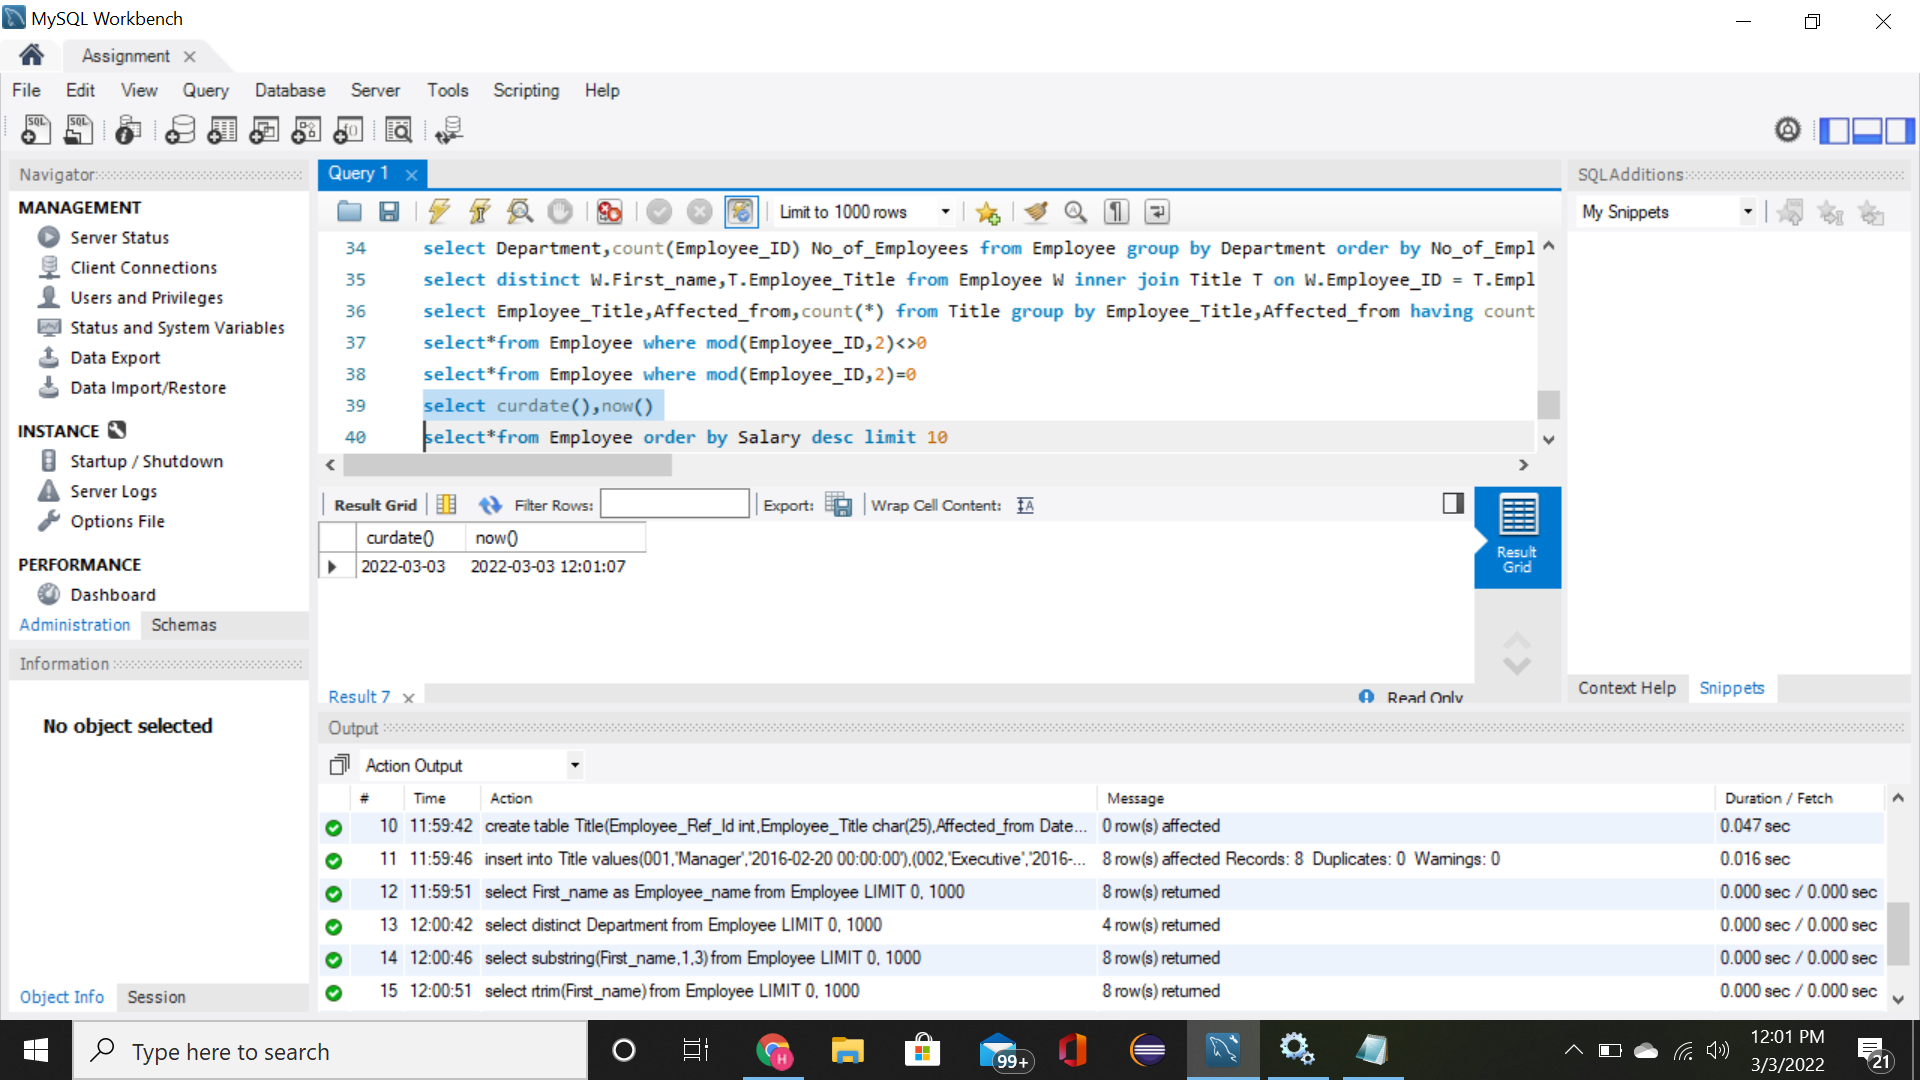 MySQL Workbench
Assignment
File Edit View Query Database Server Tools Scripting Help
Navigator
MANAGEMENT
Server Status
Client Connections
Users and Privileges
Status and System Variables
Data Export
Data Import/Restore
INSTANCE
Startup / Shutdown
Server Logs
Options File
PERFORMANCE
Dashboard
Administration Schemas
Information
No object selected
Object Info Session
Query 1
Limit to 1000 rows
34 select Department,count(Employee_ID) No_of_Employees from Employee group by Department order by No_of_Empl
35 select distinct W.First_name,T.Employee_Title from Employee W inner join Title T on W.Employee_ID = T.Empl
36 select Employee_Title,Affected_from,count(*) from Title group by Employee_Title,Affected_from having count
37 select*from Employee where mod(Employee_ID,2)<>0
38 select*from Employee where mod(Employee_ID,2)=0
39 select curdate(),now()
40 select*from Employee order by Salary desc limit 10
Result Grid Filter Rows: Export: Wrap Cell Content:
curdate() now()
2022-03-03 2022-03-03 12:01:07
Result Grid
Result 7
Read Only
SQLAdditions
My Snippets
Context Help Snippets
Output
Action Output
# Time Action Message Duration / Fetch
10 11:59:42 create table Title(Employee_Ref_Id int,Employee_Title char(25),Affected_from Date... 0 row(s) affected 0.047 sec
11 11:59:46 insert into Title values(001,'Manager','2016-02-20 00:00:00'),(002,'Executive','2016-... 8 row(s) affected Records: 8 Duplicates: 0 Warnings: 0 0.016 sec
12 11:59:51 select First_name as Employee_name from Employee LIMIT 0, 1000 8 row(s) returned 0.000 sec / 0.000 sec
13 12:00:42 select distinct Department from Employee LIMIT 0, 1000 4 row(s) returned 0.000 sec / 0.000 sec
14 12:00:46 select substring(First_name,1,3) from Employee LIMIT 0, 1000 8 row(s) returned 0.000 sec / 0.000 sec
15 12:00:51 select rtrim(First_name) from Employee LIMIT 0, 1000 8 row(s) returned 0.000 sec / 0.000 sec
Type here to search
99+
12:01 PM
3/3/2022
21